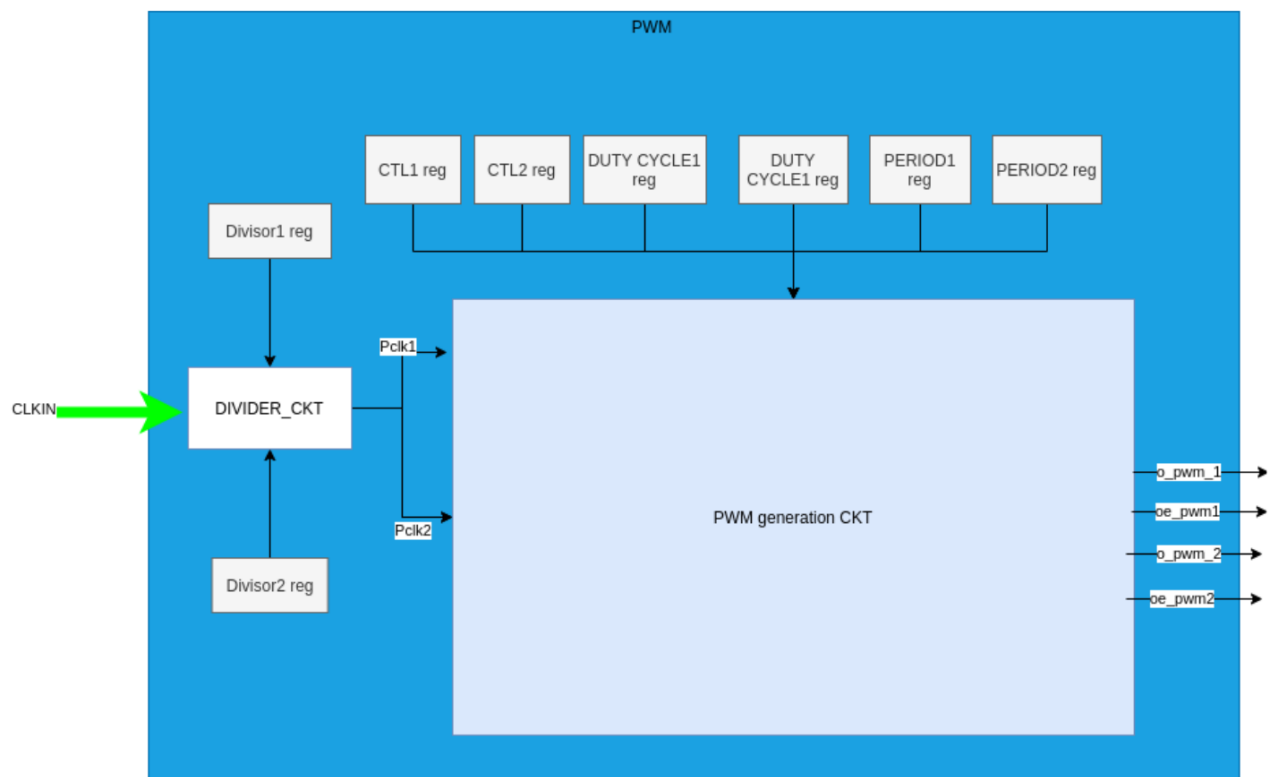 PWM
CTL1 reg
CTL2 reg
DUTY CYCLE1
reg
DUTY
CYCLE1 reg
PERIOD1
reg
PERIOD2 reg
Divisor1 reg
Pclk1
CLKIN
DIVIDER_CKT
Pclk2
Divisor2 reg
PWM generation CKT
o_pwm_1
oe_pwm1
o_pwm_2
oe_pwm2